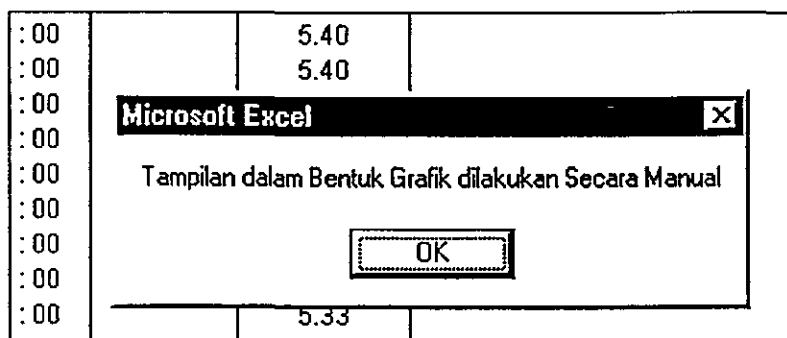 :00 5.40
:00 5.40
:00
Microsoft Excel
:00
:00 Tampilan dalam Bentuk Grafik dilakukan Secara Manual
:00
:00 OK
:00
:00 5.33